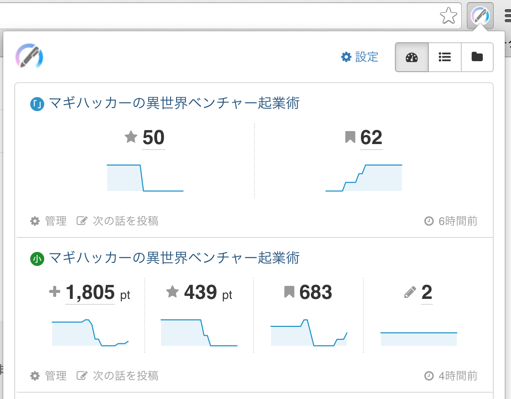 設定
「」マギハッカーの異世界ベンチャー起業術
50
62
管理 次の話を投稿 6時間前
小 マギハッカーの異世界ベンチャー起業術
1,805 pt 439 pt 683 2
管理 次の話を投稿 4時間前